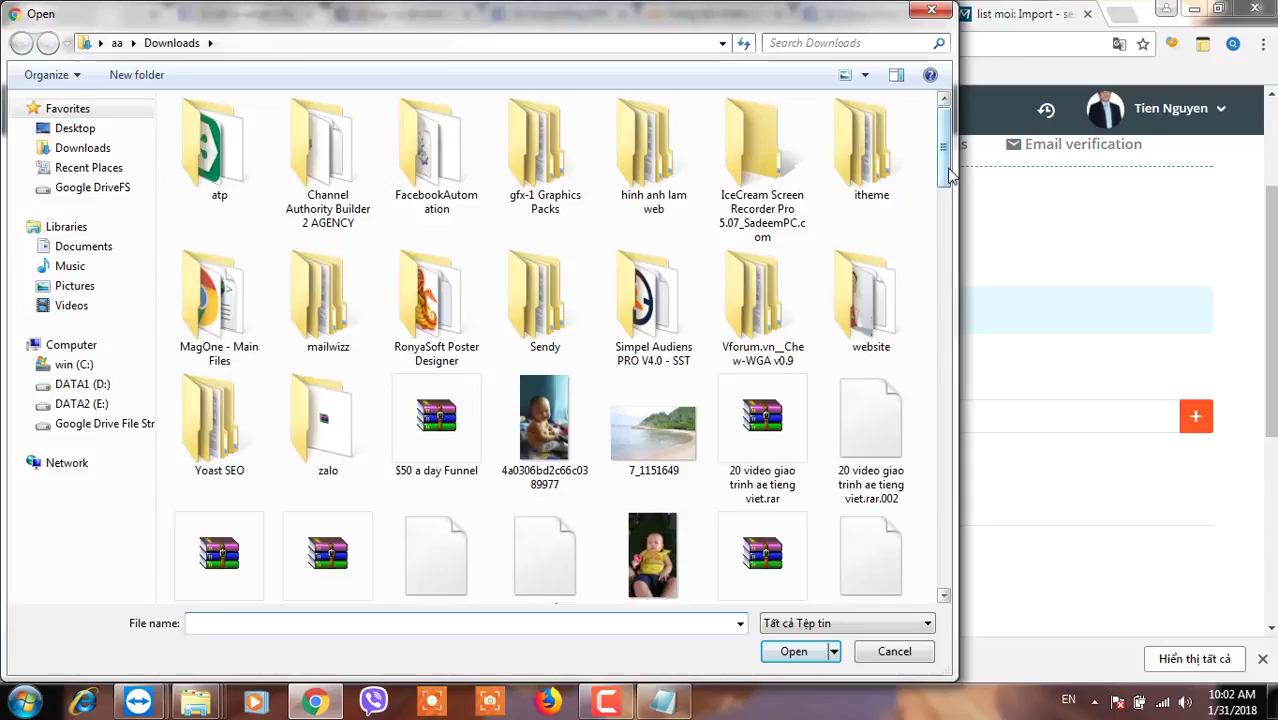 Open
list moi: Import - se
aa
Downloads
Search Downloads
Organize
New folder
Tien Nguyen
s
Email verification
Favorites
Desktop
Downloads
Recent Places
Google DriveFS
Libraries
Documents
Music
Pictures
Videos
Computer
win (C:)
DATA1 (D:)
DATA2 (E:)
Google Drive File Str
Network
atp
Channel
Authority Builder
2 AGENCY
FacebookAutom
ation
gfx-1 Graphics
Packs
hinh anh lam
web
IceCream Screen
Recorder Pro
5.07_SadeemPC.c
om
itheme
MagOne - Main
Files
mailwizz
RonyaSoft Poster
Designer
Sendy
Simpel Audiens
PRO V4.0 - SST
Vforum.vn__Che
w-WGA v0.9
website
Yoast SEO
zalo
$50 a day Funnel
4a0306bd2c66c03
89977
7_1151649
20 video giao
trinh ae tieng
viet.rar
20 video giao
trinh ae tieng
viet.rar.002
File name:
Tất cả Tệp tin
Open
Cancel
Hiển thị tất cả
EN
10:02 AM
1/31/2018